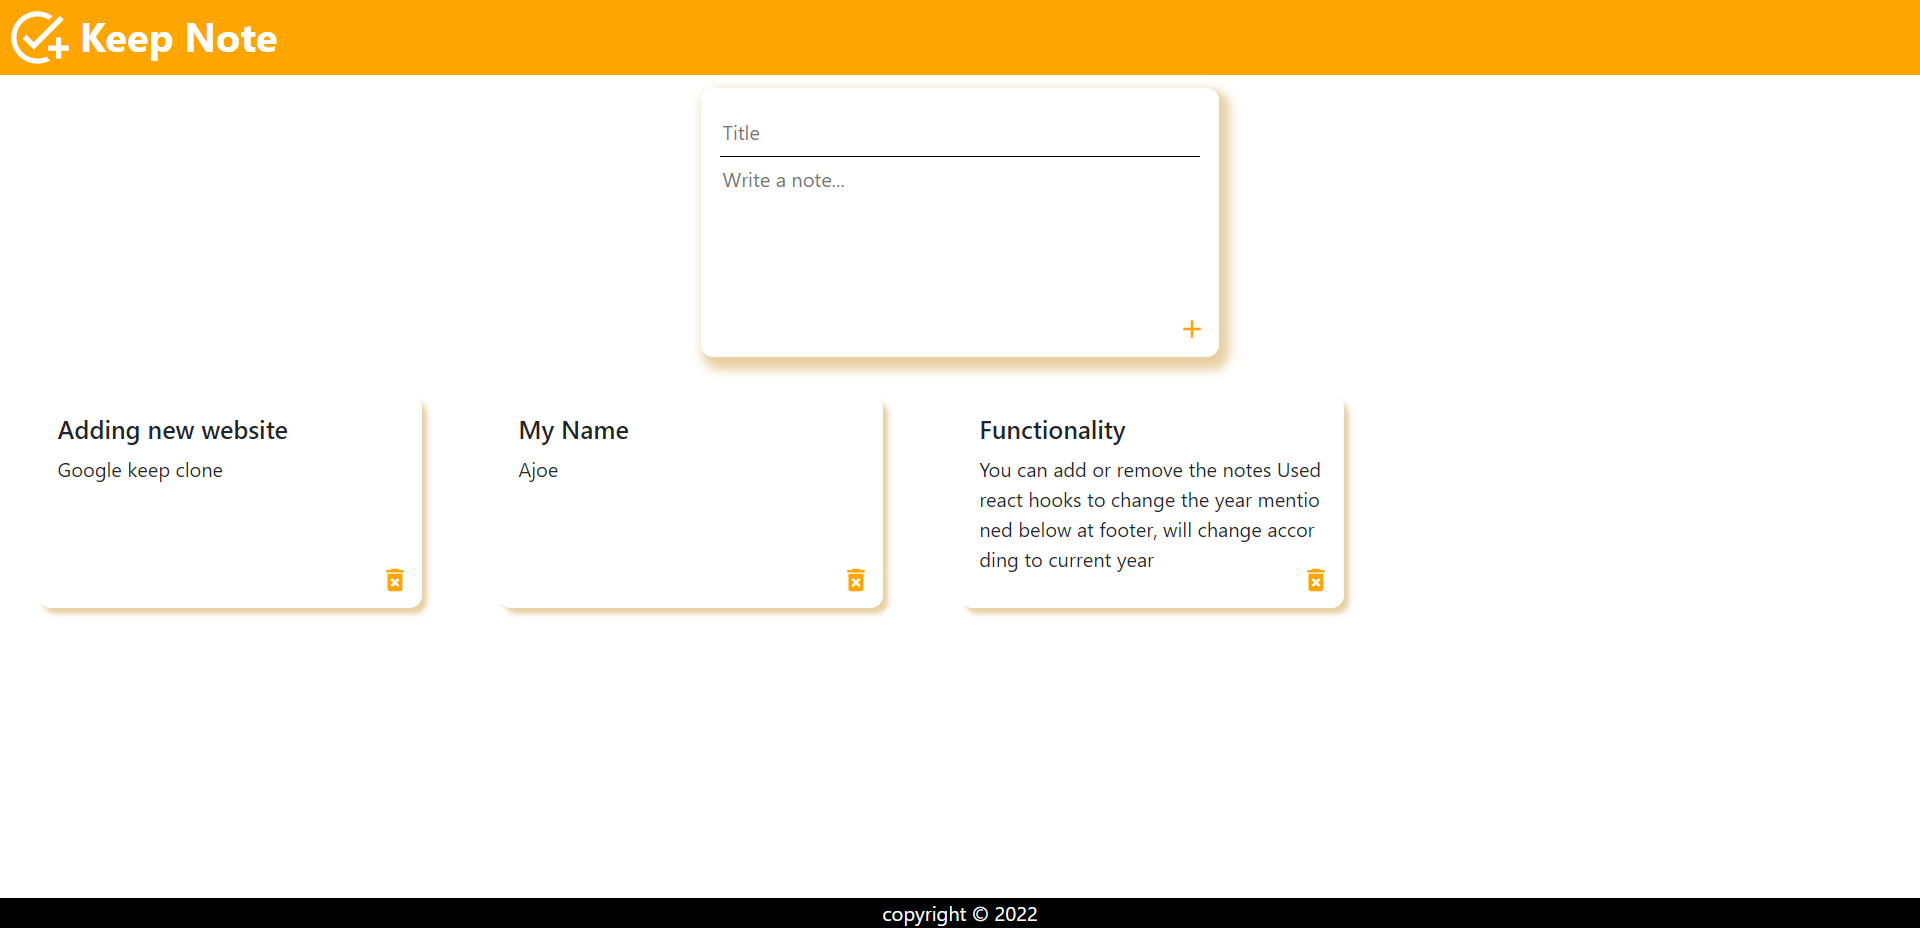 Keep Note
Title
Write a note...
Adding new website
Google keep clone
My Name
Ajoe
Functionality
You can add or remove the notes Used
react hooks to change the year mentio
ned below at footer, will change accor
ding to current year
copyright © 2022